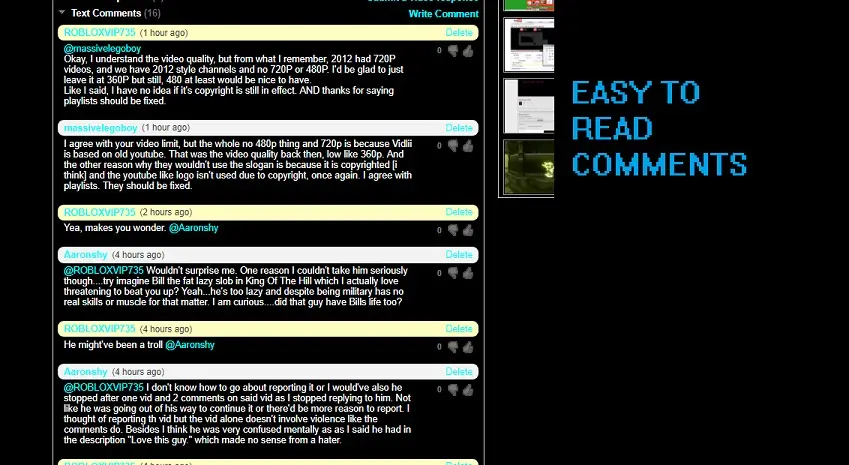 Text Comments (16)
Write Comment
ROBLOXVIP735 (1 hour ago)
Delete
@massivelegoboy
Okay, I understand the video quality, but from what I remember, 2012 had 720P
videos, and we have 2012 style channels and no 720P or 480P. I'd be glad to just
leave it at 360P but still, 480 at least would be nice to have.
Like I said, I have no idea if it's copyright is still in effect. AND thanks for saying
playlists should be fixed.
0
massivelegoboy (1 hour ago)
Delete
I agree with your video limit, but the whole no 480p thing and 720p is because Vidlii
is based on old youtube. That was the video quality back then, low like 360p. And
the other reason why they wouldn't use the slogan is because it is copyrighted [i
think] and the youtube like logo isn't used due to copyright, once again. I agree with
playlists. They should be fixed.
0
ROBLOXVIP735 (2 hours ago)
Delete
Yea, makes you wonder. @Aaronshy
0
Aaronshy (4 hours ago)
Delete
@ROBLOXVIP735 Wouldn't surprise me. One reason I couldn't take him seriously
though....try imagine Bill the fat lazy slob in King Of The Hill which I actually love
threatening to beat you up? Yeah...he's too lazy and despite being military has no
real skills or muscle for that matter. I am curious....did that guy have Bills life too?
0
ROBLOXVIP735 (4 hours ago)
Delete
He might've been a troll @Aaronshy
0
Aaronshy (4 hours ago)
Delete
@ROBLOXVIP735 I don't know how to go about reporting it or I would've also he
stopped after one vid and 2 comments on said vid as I stopped replying to him. Not
like he was going out of his way to continue it or there'd be more reason to report. I
thought of reporting th vid but the vid alone doesn't involve violence like the
comments do. Besides I think he was very confused mentally as as I said he had in
the description "Love this guy." which made no sense from a hater.
0
ROBLOXVIP735 (4 hours ago)
Delete
EASY TO
READ
COMMENTS